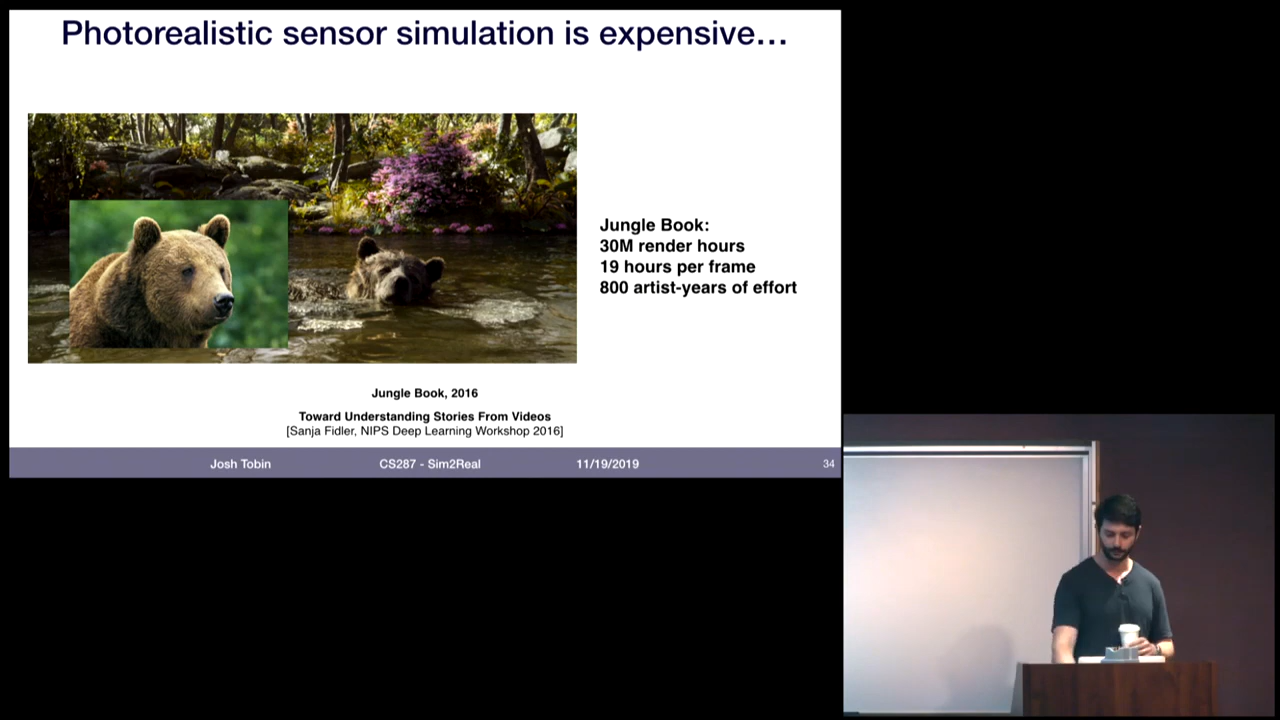 Photorealistic sensor simulation is expensive…
Jungle Book:
30M render hours
19 hours per frame
800 artist-years of effort
Jungle Book, 2016
Toward Understanding Stories From Videos
[Sanja Fidler, NIPS Deep Learning Workshop 2016]
Josh Tobin CS287 - Sim2Real 11/19/2019 34